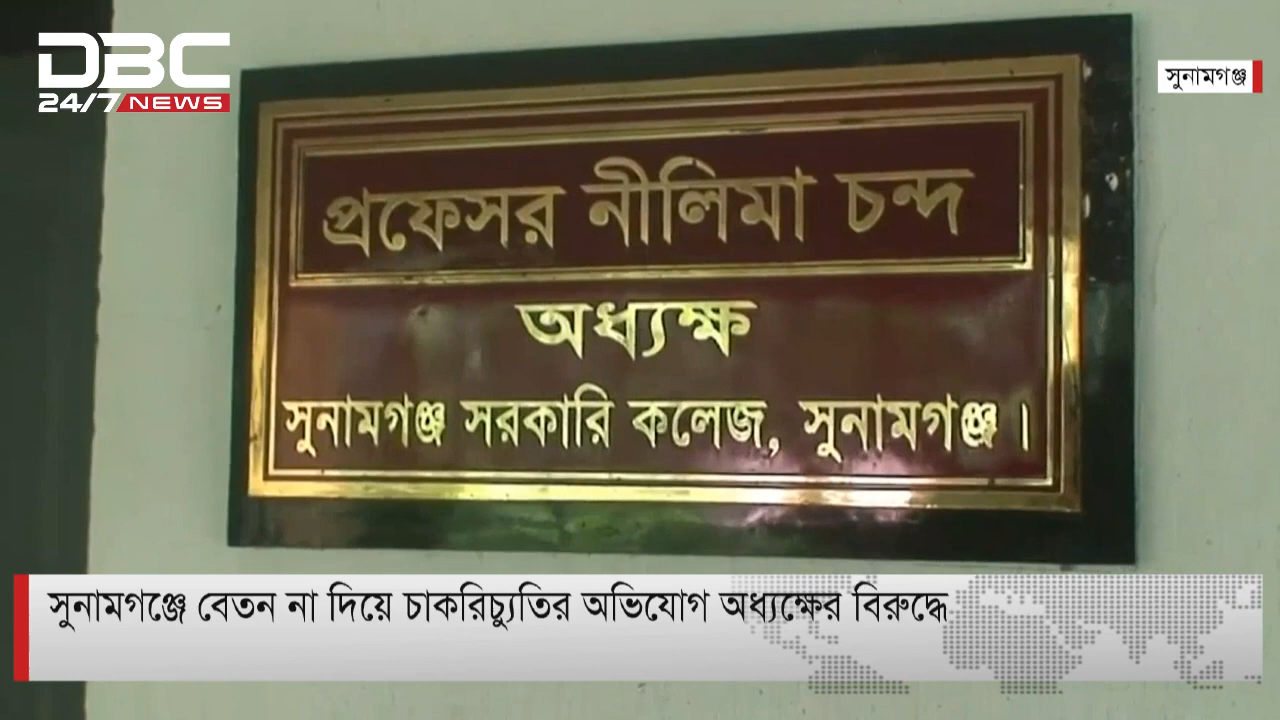 DBC
24/7 NEWS
সুনামগঞ্জ
প্রফেসর নীলিমা চন্দ
অধ্যক্ষ
সুনামগঞ্জ সরকারি কলেজ, সুনামগঞ্জ।
সুনামগঞ্জে বেতন না দিয়ে চাকরিচ্যুতির অভিযোগ অধ্যক্ষের বিরুদ্ধে